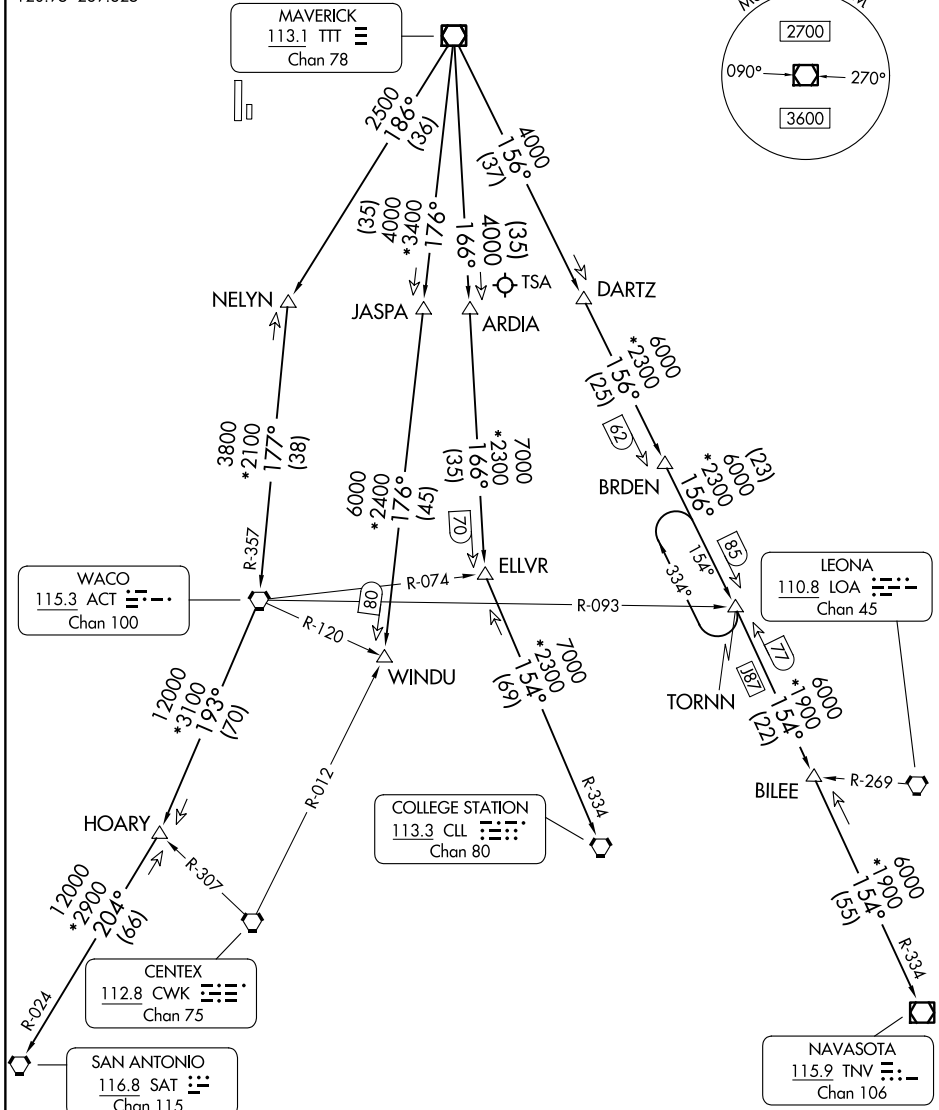 MAVERICK
113.1 TTT
Chan 78
2700
090°
270°
3600
2500
186°
(36)
(35)
4000
*3400
176°
(35)
4000
166°
4000
156°
(37)
TSA
NELYN
JASPA
ARDIA
DARTZ
3800
*2100
177°
(38)
R-357
6000
*2400
176°
(45)
80
7000
*2300
166°
(35)
70
6000
*2300
156°
(25)
62
BRDEN
(23)
6000
*2300
156°
85
154°
334°
WACO
115.3 ACT
Chan 100
R-074
ELLVR
R-093
R-120
WINDU
TORNN
LEONA
110.8 LOA
Chan 45
77
J87
6000
*1900
154°
(22)
12000
*3100
193°
(70)
7000
*2300
154°
(69)
R-334
R-012
BILEE
R-269
HOARY
R-307
COLLEGE STATION
113.3 CLL
Chan 80
12000
*2900
204°
(66)
R-024
6000
*1900
154°
(55)
R-334
CENTEX
112.8 CWK
Chan 75
SAN ANTONIO
116.8 SAT
Chan 115
NAVASOTA
115.9 TNV
Chan 106